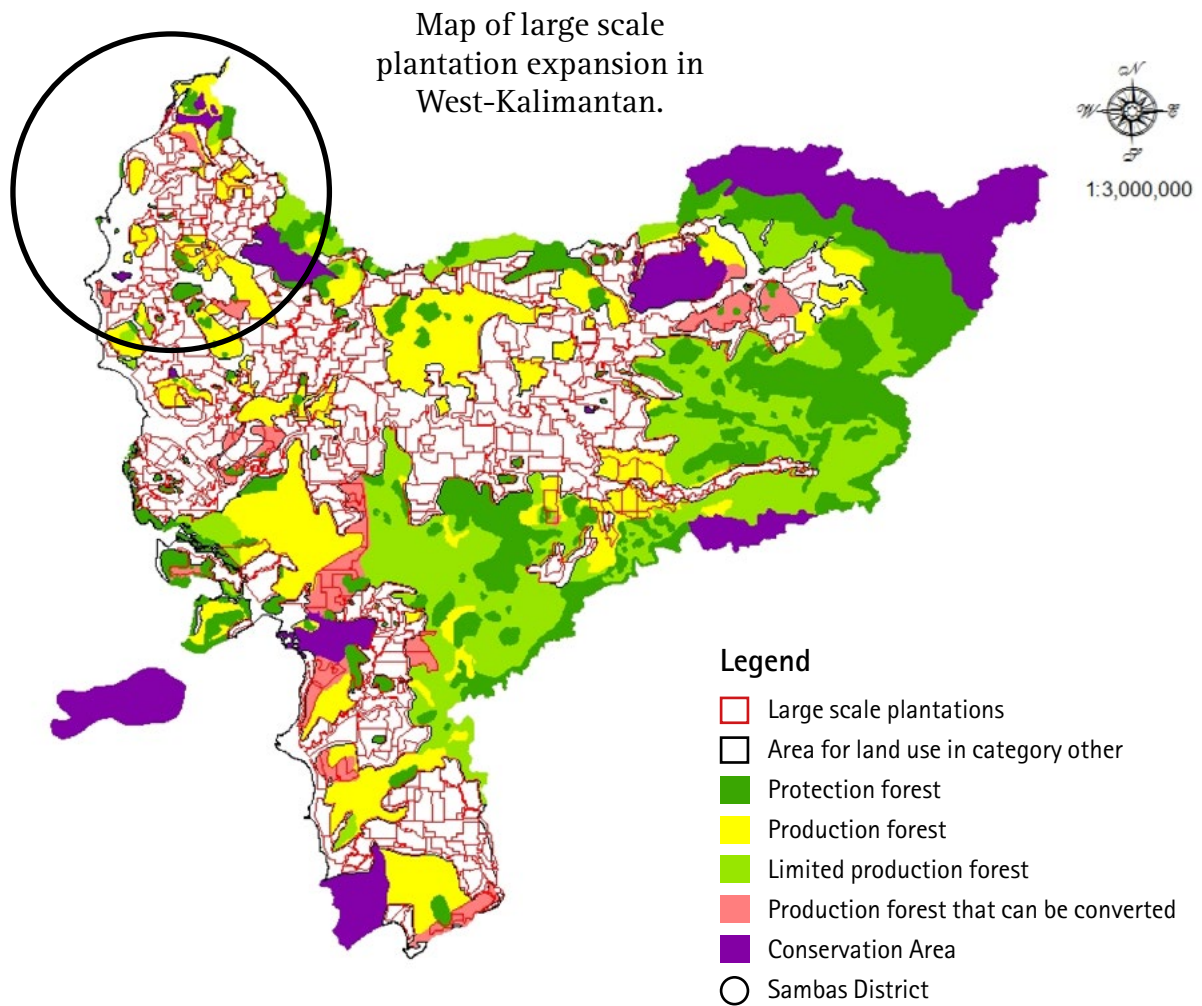 Map of large scale
plantation expansion in
West-Kalimantan.
N
W E
S
1:3,000,000
Legend
Large scale plantations
Area for land use in category other
Protection forest
Production forest
Limited production forest
Production forest that can be converted
Conservation Area
Sambas District